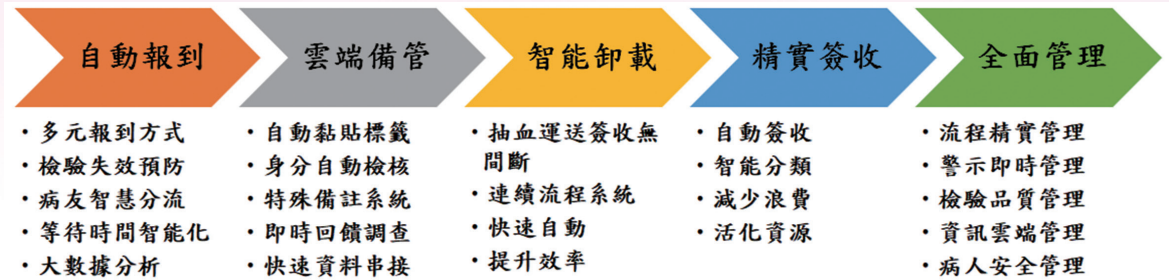 自動報到
・多元報到方式
・檢驗失效預防
・病友智慧分流
・等待時間智能化
・大數據分析
雲端備管
・自動黏貼標籤
・身分自動檢核
・特殊備註系統
・即時回饋調查
・快速資料串接
智能卸載
・抽血運送簽收無
間斷
・連續流程系統
・快速自動
・提升效率
精實簽收
・自動簽收
・智能分類
・減少浪費
・活化資源
全面管理
・流程精實管理
・警示即時管理
・檢驗品質管理
・資訊雲端管理
・病人安全管理